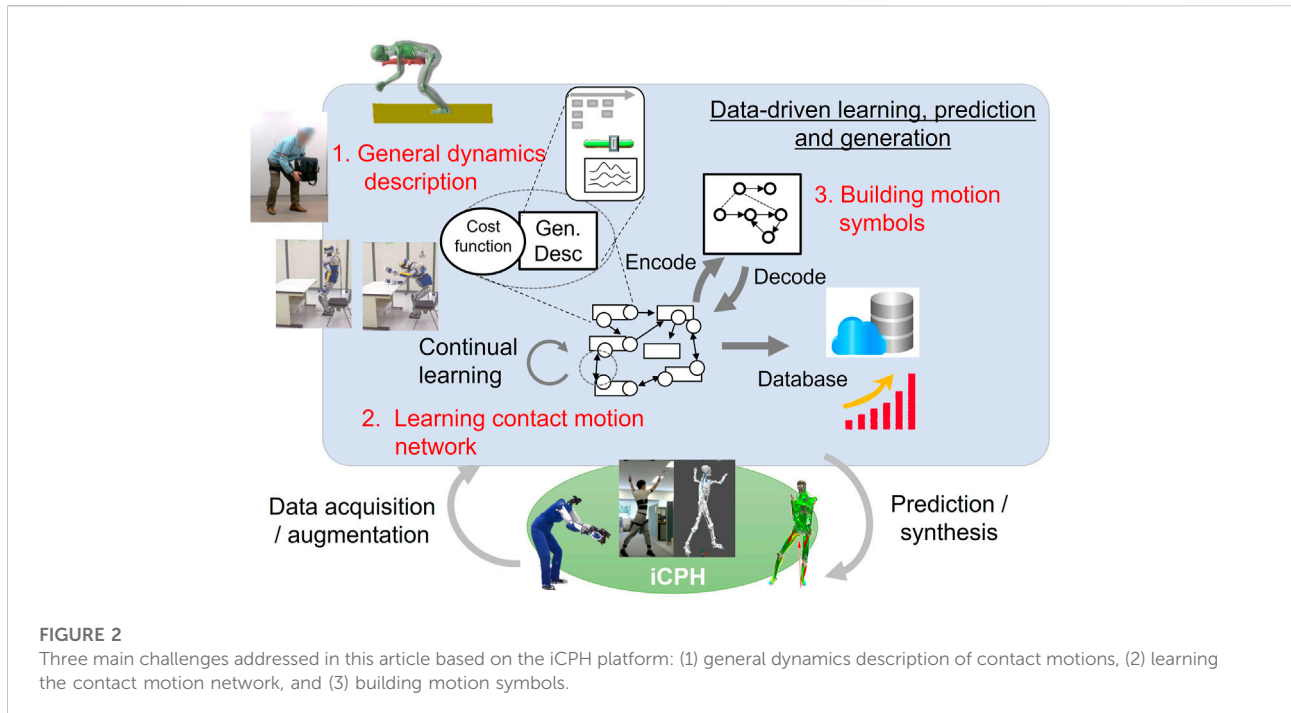 Data-driven learning, prediction
and generation
1. General dynamics
description
3. Building motion
symbols
Cost
function
Gen.
Desc
Encode
Decode
Continual
learning
Database
2. Learning contact motion
network
Data acquisition
/ augmentation
Prediction /
synthesis
iCPH
FIGURE 2
Three main challenges addressed in this article based on the iCPH platform: (1) general dynamics description of contact motions, (2) learning
the contact motion network, and (3) building motion symbols.